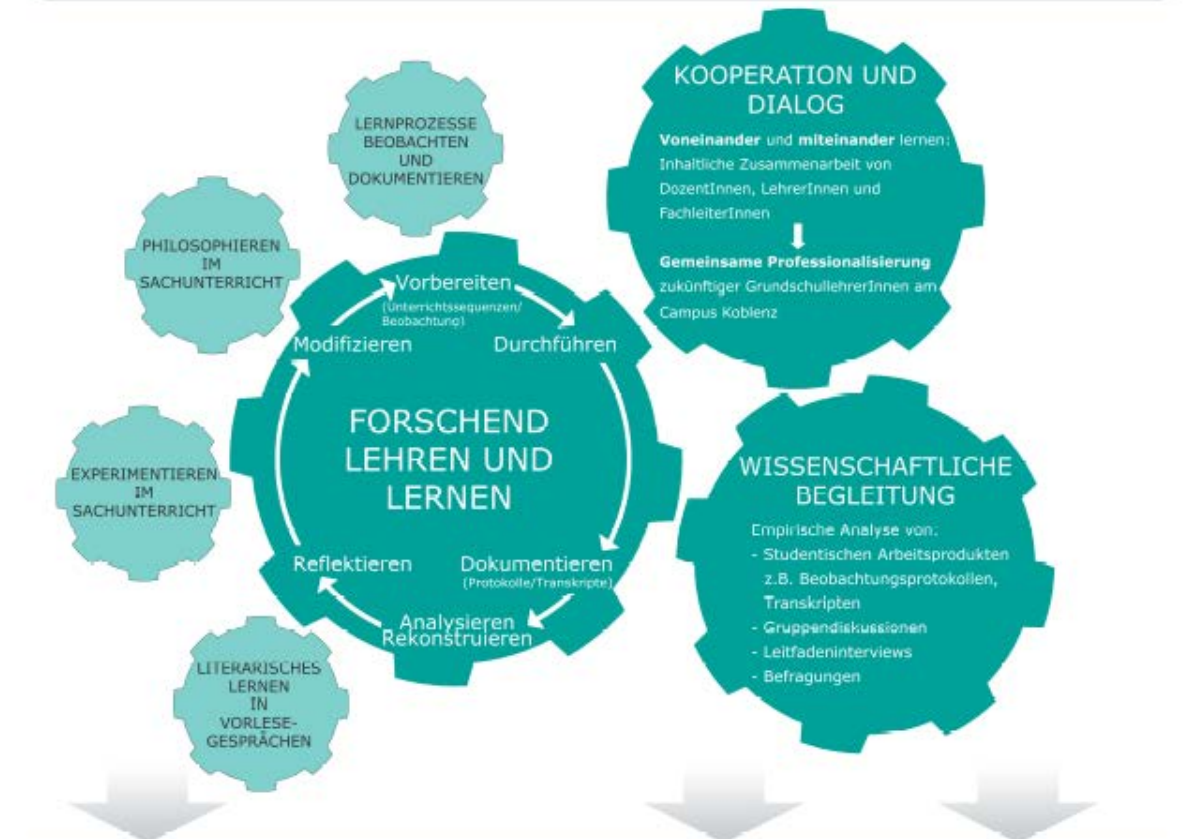 LERNPROZESSE
BEOBACHTEN
UND
DOKUMENTIEREN
PHILOSOPHIEREN
IM
SACHUNTERRICHT
EXPERIMENTIEREN
IM
SACHUNTERRICHT
LITERARISCHES
LERNEN
IN
VORLESE-
GESPRÄCHEN
Vorbereiten
(Unterrichtssequenzen/
Beobachtung)
Durchführen
Dokumentieren
(Protokolle/Transkripte)
Analysieren
Rekonstruieren
Reflektieren
Modifizieren
FORSCHEND
LEHREN UND
LERNEN
KOOPERATION UND
DIALOG
Voneinander und miteinander lernen:
Inhaltliche Zusammenarbeit von
DozentInnen, LehrerInnen und
FachleiterInnen
Gemeinsame Professionalisierung
zukünftiger GrundschullehrerInnen am
Campus Koblenz
WISSENSCHAFTLICHE
BEGLEITUNG
Empirische Analyse von:
- Studentischen Arbeitsprodukten
z.B. Beobachtungsprotokollen,
Transkripten
- Gruppendiskussionen
- Leitfadeninterviews
- Befragungen